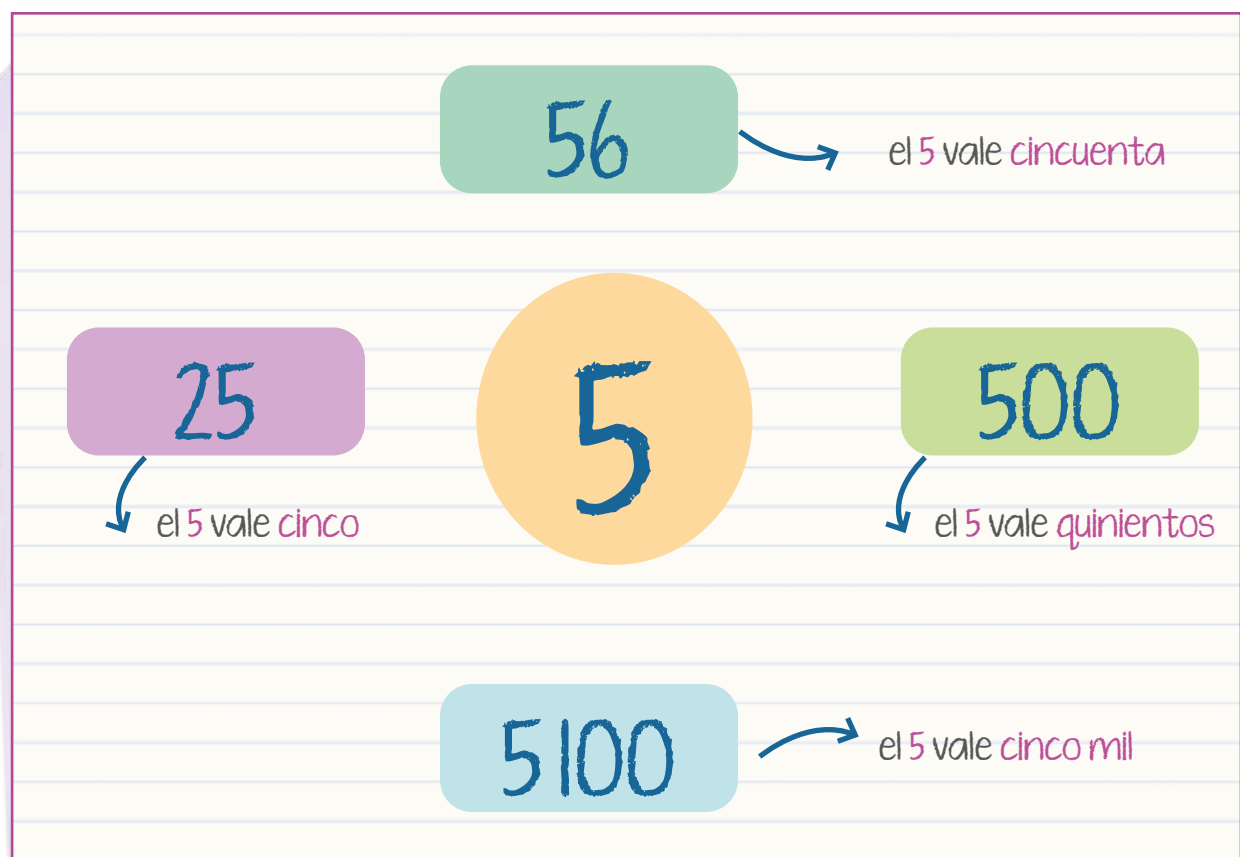 56
el 5 vale cincuenta
25
5
500
el 5 vale cinco
el 5 vale quinientos
5100
el 5 vale cinco mil